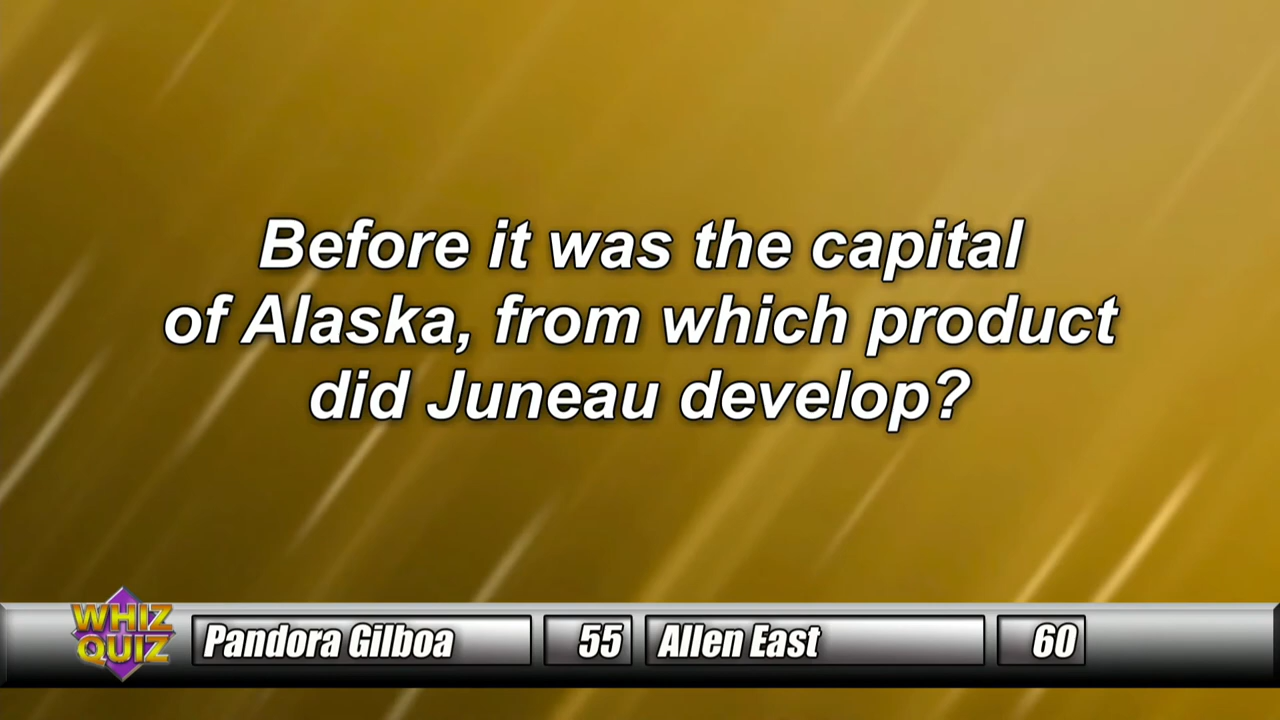 Before it was the capital
of Alaska, from which product
did Juneau develop?
WHIZ
QUIZ
Pandora Gilboa 55 Allen East 60